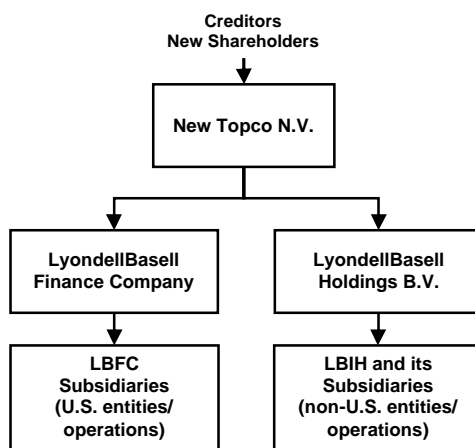 Creditors
New Shareholders
New Topco N.V.
LyondellBasell
Finance Company
LyondellBasell
Holdings B.V.
LBFC
Subsidiaries
(U.S. entities/
operations)
LBIH and its
Subsidiaries
(non-U.S. entities/
operations)